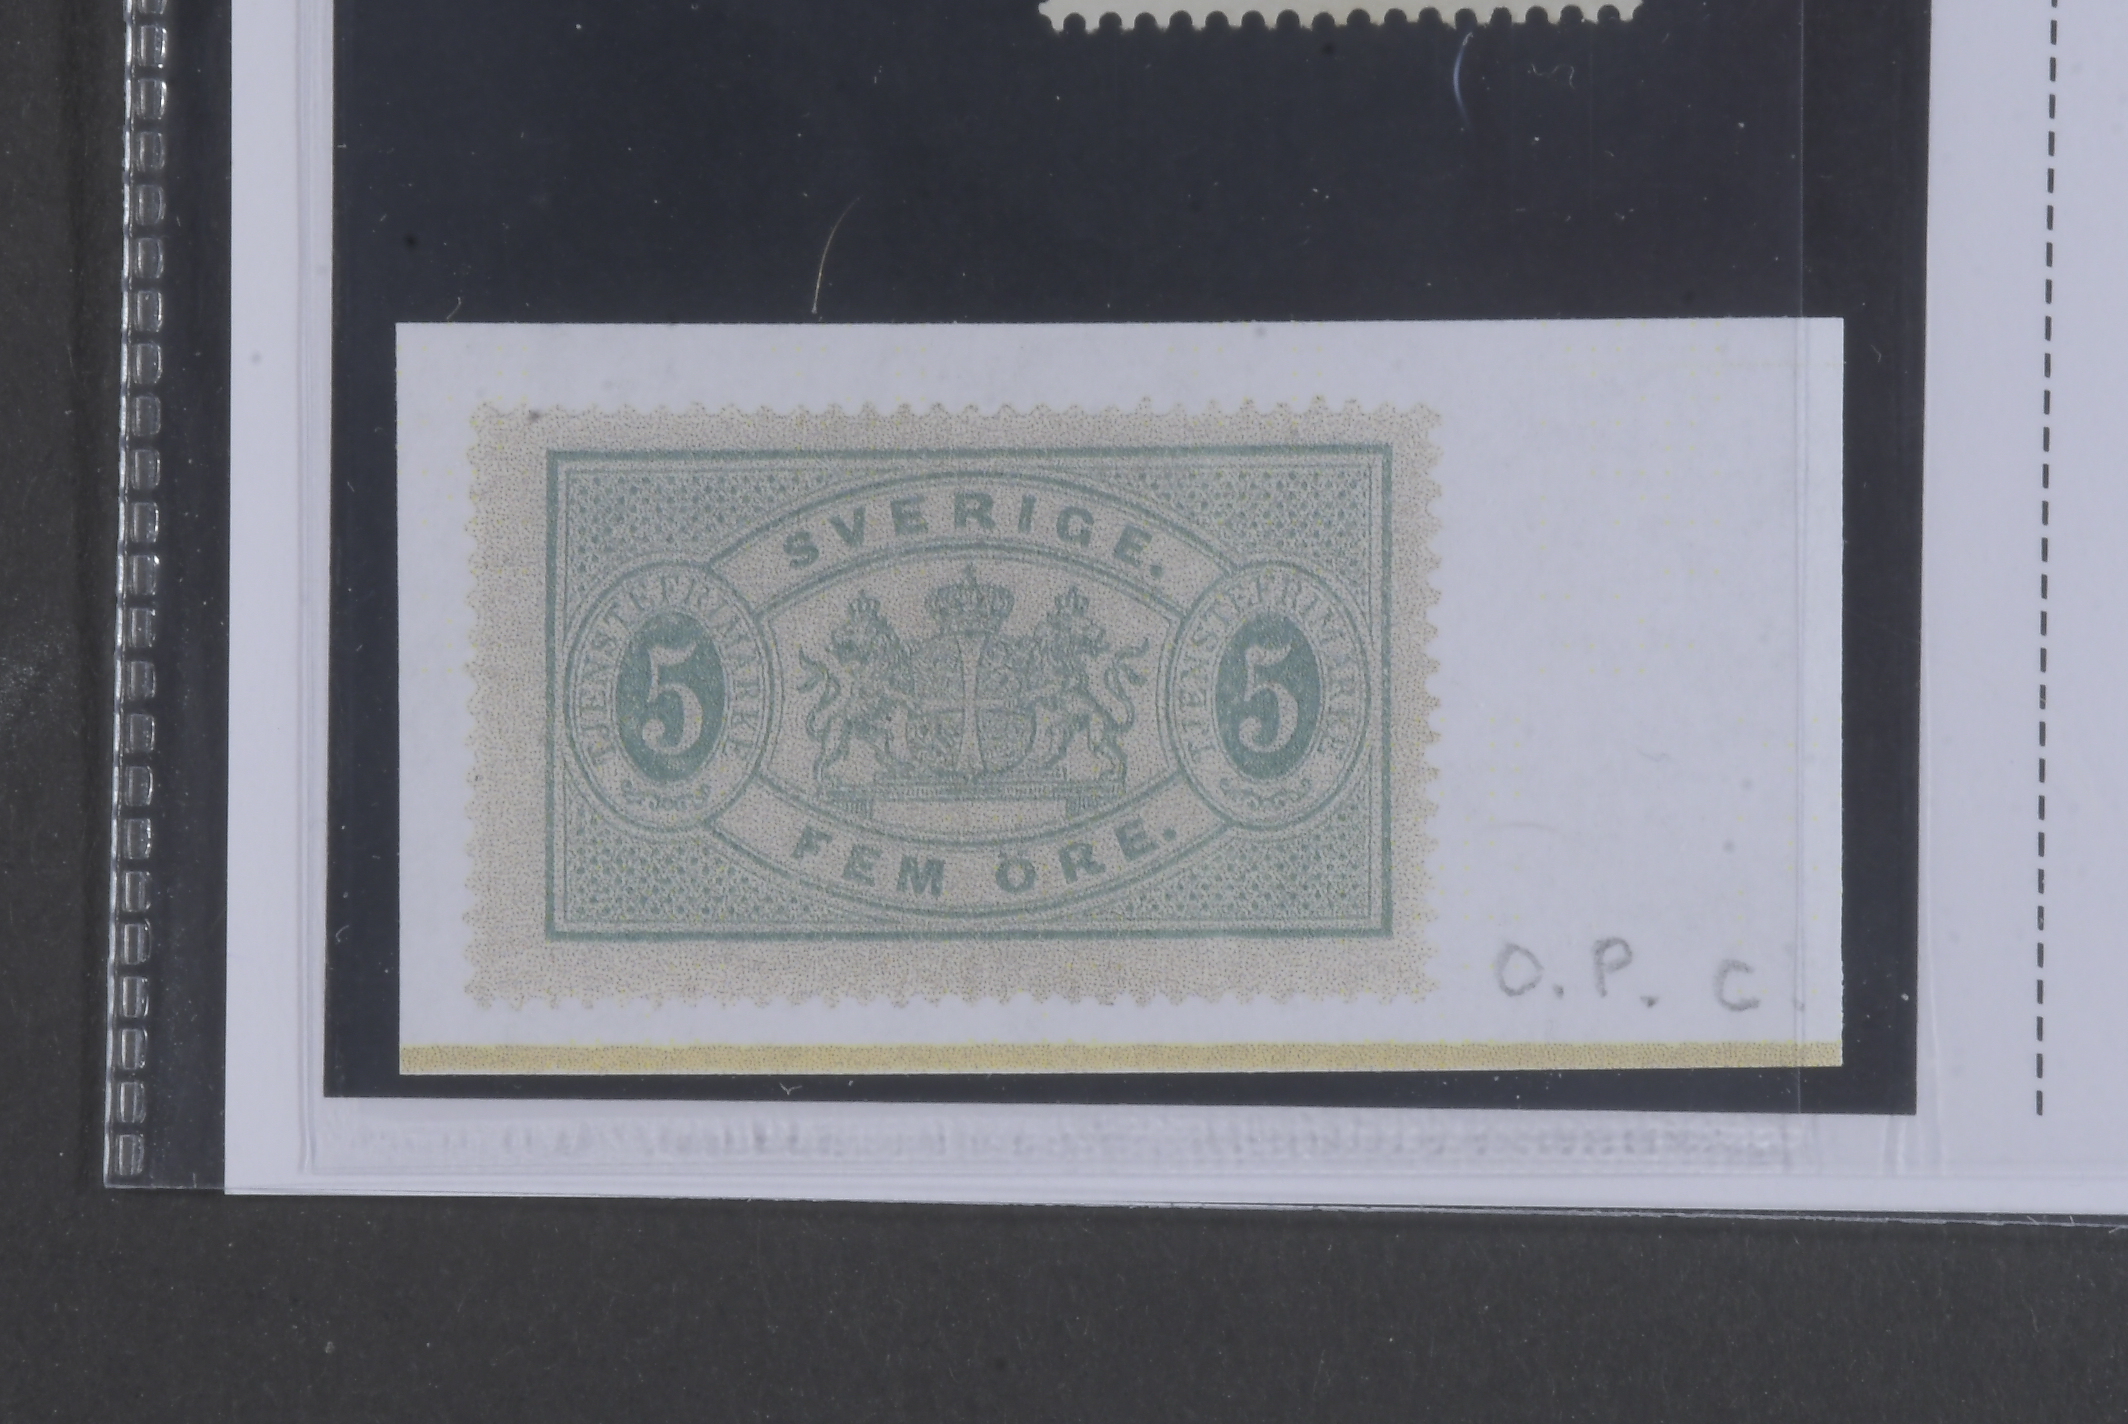 SVERIGE.
TJENSTEFRIMÄRKE
5
TJENSTEFRIMÄRKE
5
FEM ÖRE.
O. P. C.